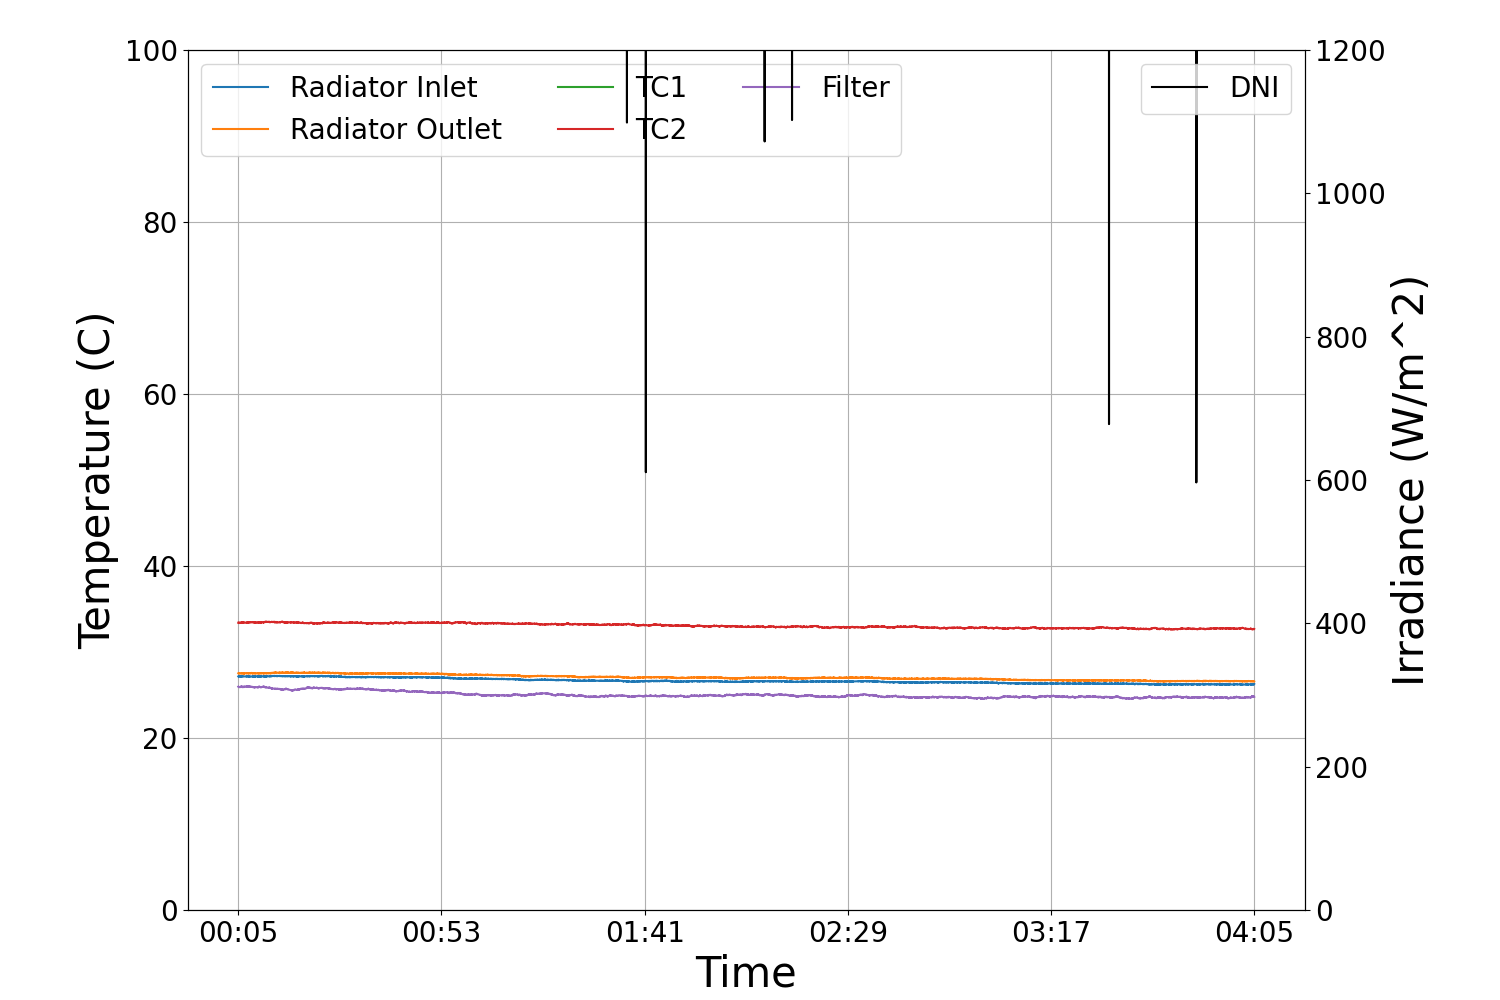 Radiator Inlet
Radiator Outlet
TC1
TC2
Filter
DNI
Temperature (C)
100
80
60
40
20
0
Irradiance (W/m^2)
1200
1000
800
600
400
200
0
00:05 00:53 01:41 02:29 03:17 04:05
Time